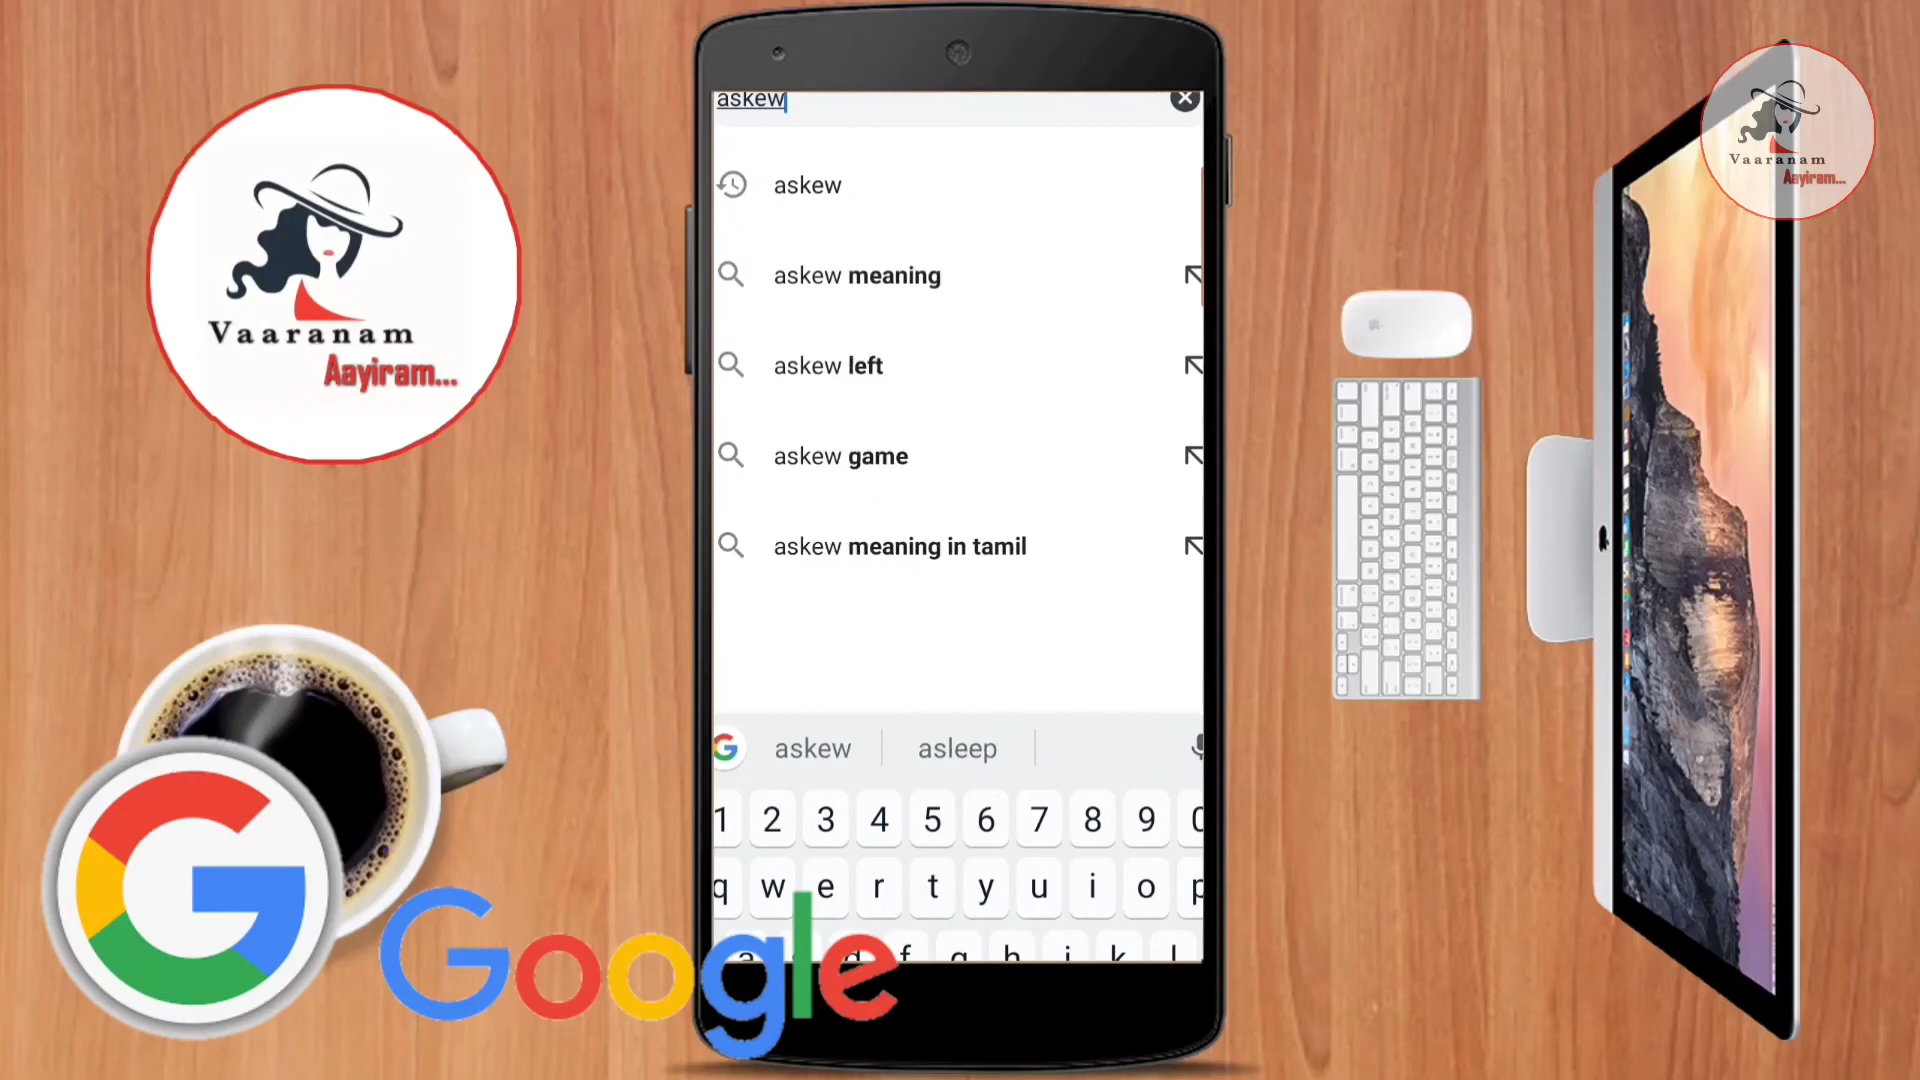 askew
askew
askew meaning
askew left
askew game
askew meaning in tamil
askew asleep
1 2 3 4 5 6 7 8 9 0
q w e r t y u i o p
a d f g h j k l
Vaaranam
Aayiram...
Vaaranam
Aayiram...
G
Google